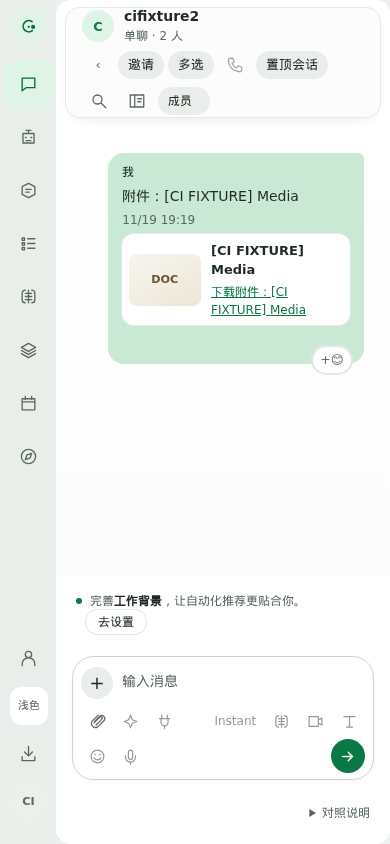 C
cifixture2
单聊 · 2 人
‹ 邀请 多选 置顶会话
成员
我
附件：[CI FIXTURE] Media
11/19 19:19
DOC
[CI FIXTURE]
Media
下载附件：[CI
FIXTURE] Media
+😊
完善工作背景，让自动化推荐更贴合你。
去设置
+ 输入消息
Instant
浅色
CI
▶ 对照说明